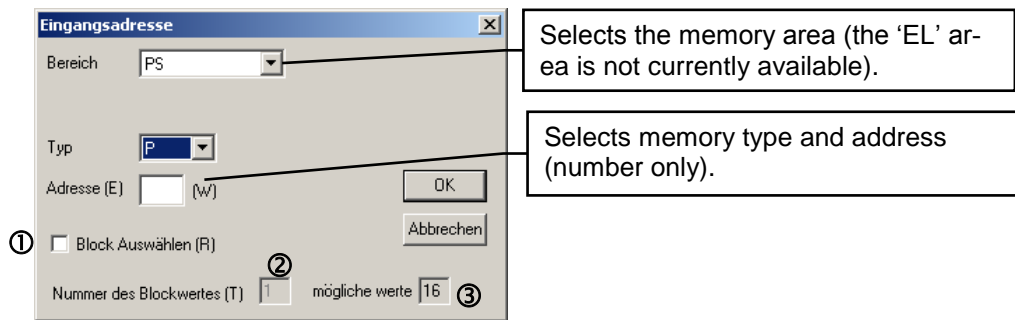 Eingangsadresse
Bereich PS
Selects the memory area (the ‘EL’ ar-
ea is not currently available).
Typ P
Selects memory type and address
(number only).
Adresse (E) (W)
OK
Abbrechen
① Block Auswählen (R)
②
Nummer des Blockwertes (T) 1 mögliche werte 16 ③